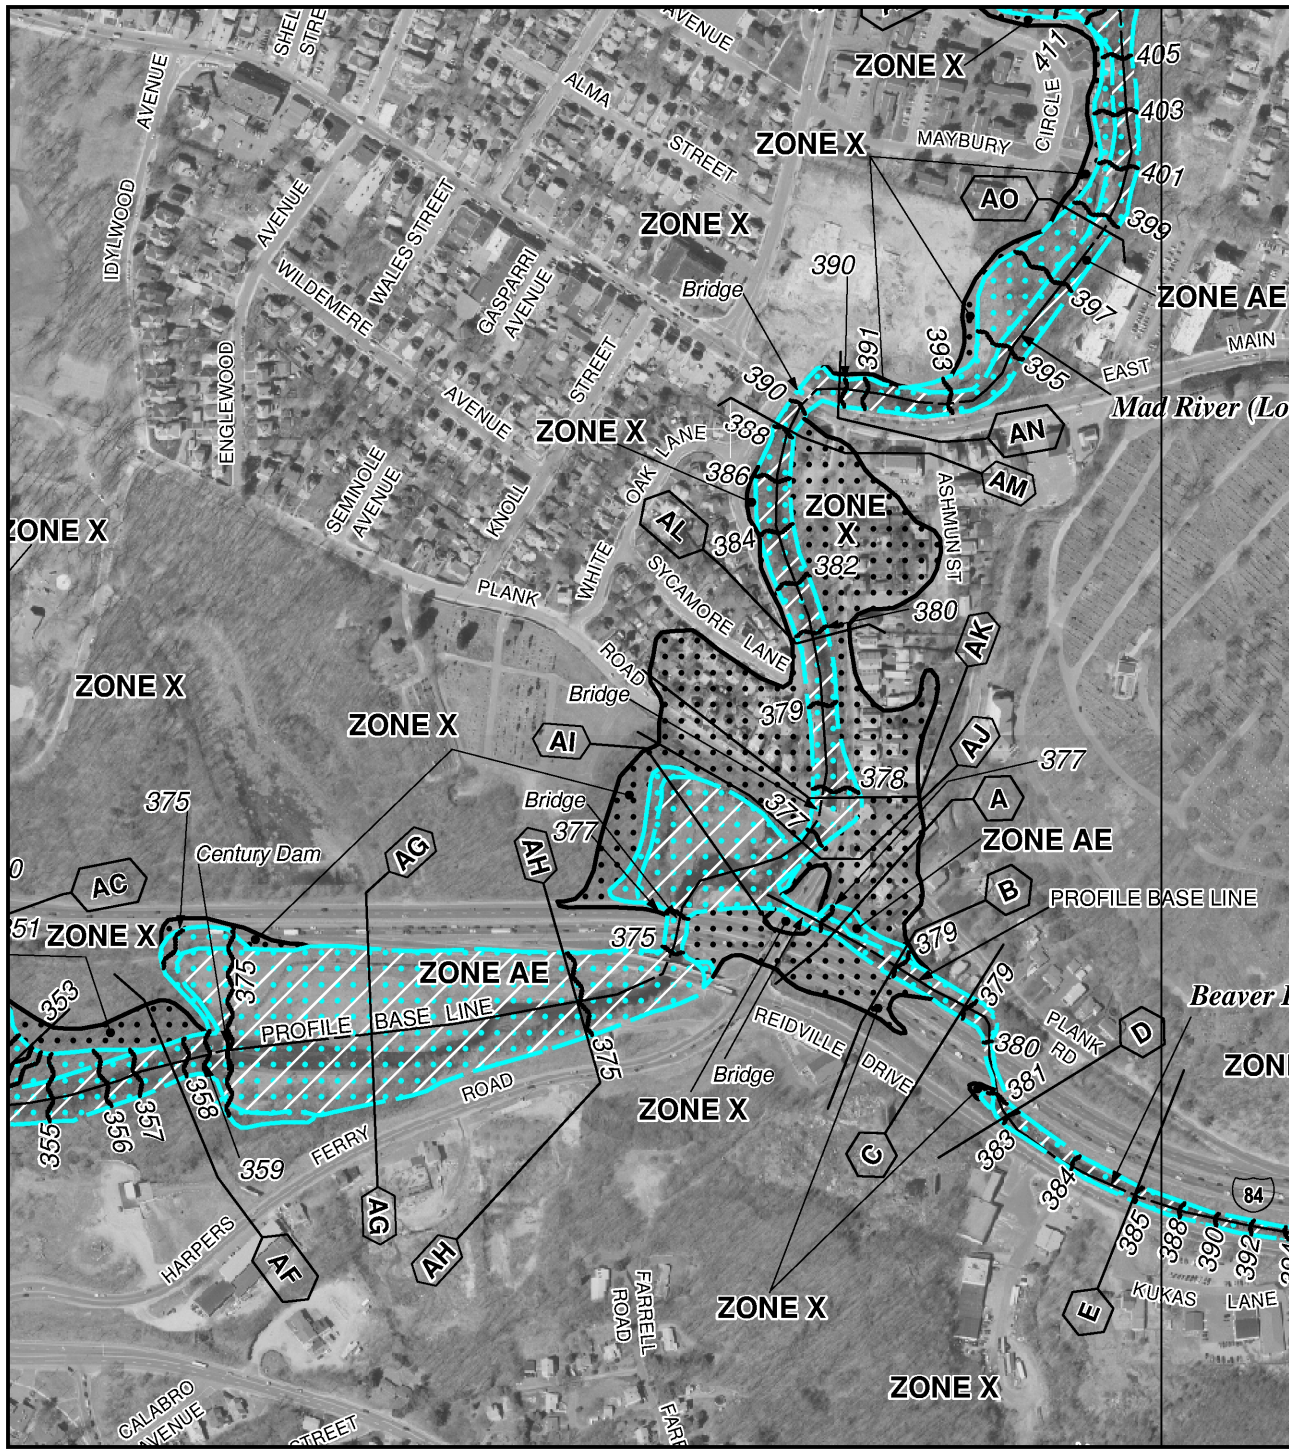 AVENUE
ZONE X
411
405
ALMA
STREET
AVENUE
403
CIRCLE
MAYBURY
ZONE X
401
AO
399
IDYLWOOD
AVENUE
WALES STREET
ZONE X
WILDEMERE
GASPARRI
AVENUE
390
Bridge
397
ZONE AE
MAIN
EAST
395
393
391
STREET
390
Mad River (Lo
ENGLEWOOD
AVENUE
388
ZONE X
OAK LANE
AN
386
AM
SEMINOLE
AVENUE
KNOLL
ZONE
X
ASHMUN ST
AL
ZONE X
384
382
WHITE
SYCAMORE LANE
PLANK
380
AK
ROAD
ZONE X
Bridge
379
ZONE X
AI
AJ
377
378
375
Bridge
377
A
377
ZONE AE
Century Dam
AG
AH
0
AC
B
PROFILE BASE LINE
351
ZONE X
375
379
375
ZONE AE
379
353
PROFILE BASE LINE
Beaver
REIDVILLE DRIVE
PLANK
RD
D
380
375
ROAD
Bridge
381
358
ZONE X
357
356
355
FERRY
383
359
C
384
84
AG
385
388
390
392
HARPERS
AH
AF
FARRELL
ROAD
KUKAS LANE
ZONE X
E
ZONE X
CALABRO
AVENUE
STREET